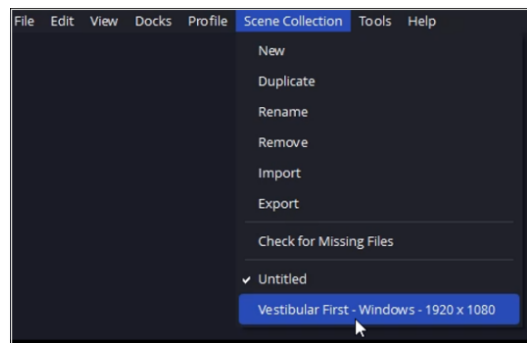 File Edit View Docks Profile Scene Collection Tools Help
New
Duplicate
Rename
Remove
Import
Export
Check for Missing Files
Untitled
Vestibular First - Windows - 1920 x 1080